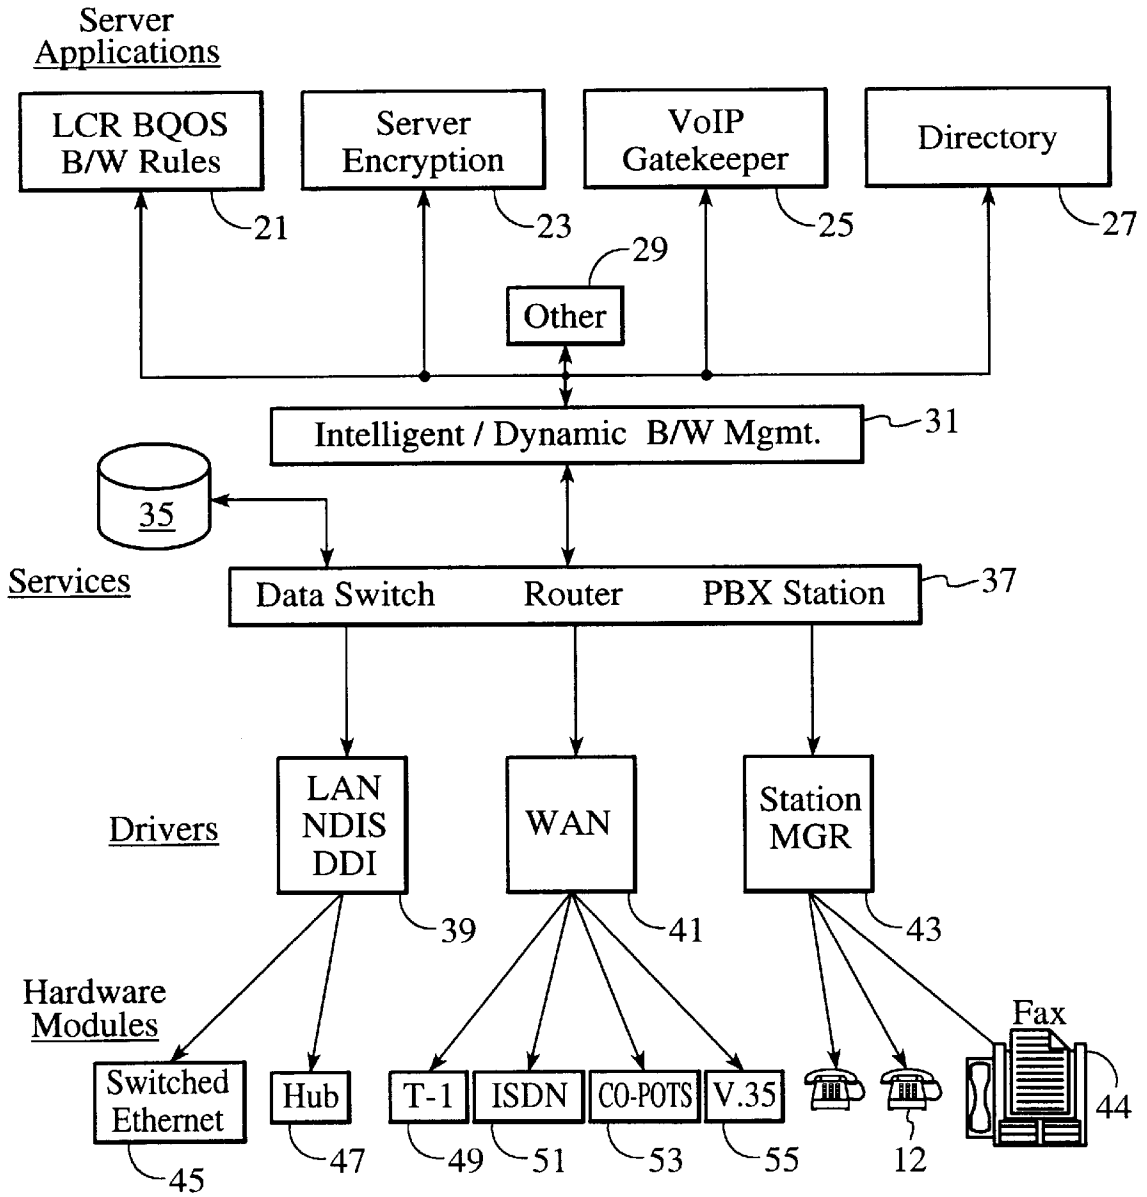 Server
Applications
LCR BQOS
B/W Rules
Server
Encryption
VoIP
Gatekeeper
Directory
21
23
25
27
29
Other
Intelligent / Dynamic B/W Mgmt.
31
35
Services
Data Switch Router PBX Station
37
Drivers
LAN
NDIS
DDI
WAN
Station
MGR
39
41
43
Hardware
Modules
Fax
Switched
Ethernet
Hub
T-1
ISDN
CO-POTS
V.35
44
45
47
49
51
53
55
12